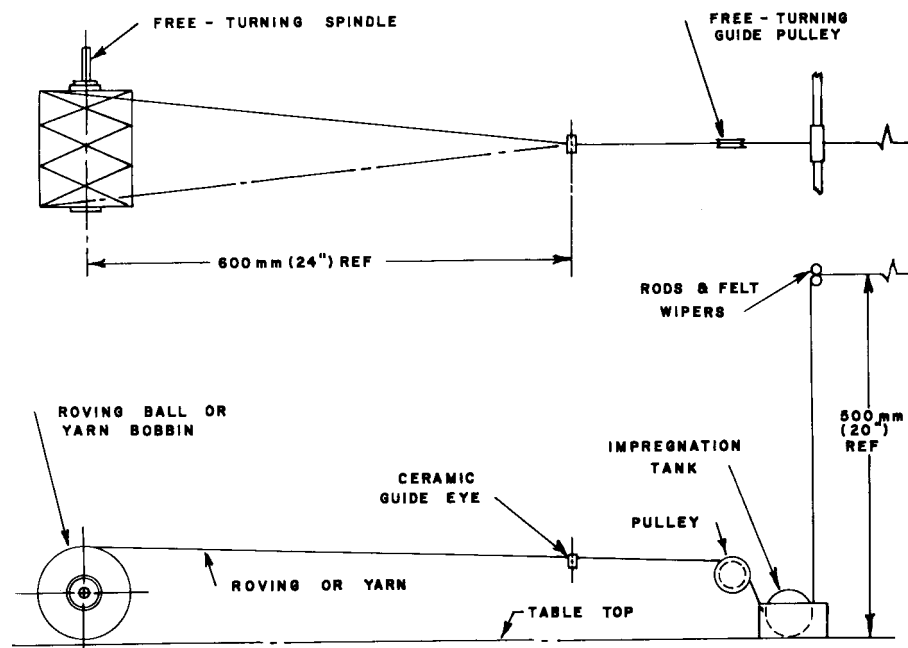 FREE - TURNING SPINDLE
FREE - TURNING
GUIDE PULLEY
600 mm (24") REF
RODS & FELT
WIPERS
ROVING BALL OR
YARN BOBBIN
500 mm
(20")
REF
IMPREGNATION
TANK
CERAMIC
GUIDE EYE
PULLEY
ROVING OR YARN
TABLE TOP